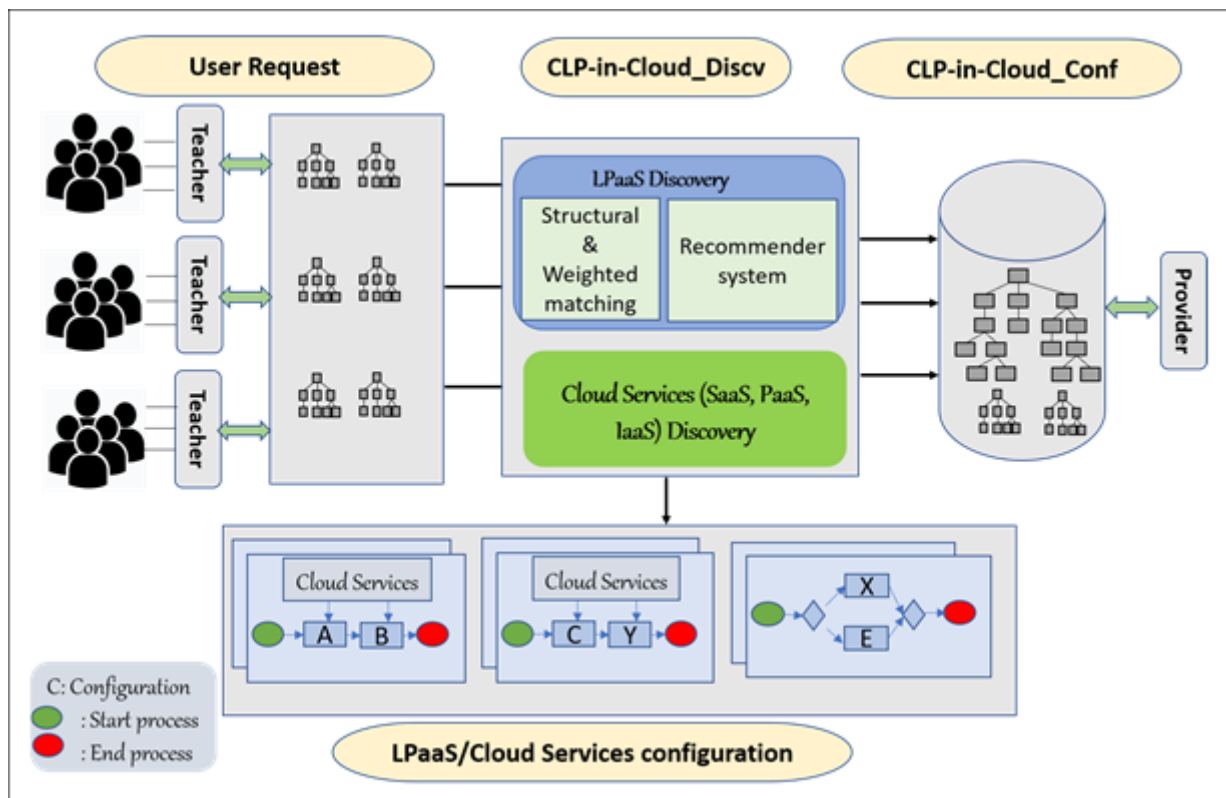 User Request
CLP-in-Cloud_Discv
CLP-in-Cloud_Conf
Teacher
Teacher
Teacher
LPaaS Discovery
Structural
&
Weighted
matching
Recommender
system
Cloud Services (SaaS, PaaS,
IaaS) Discovery
Provider
Cloud Services
A
B
Cloud Services
C
Y
X
E
C: Configuration
: Start process
: End process
LPaaS/Cloud Services configuration